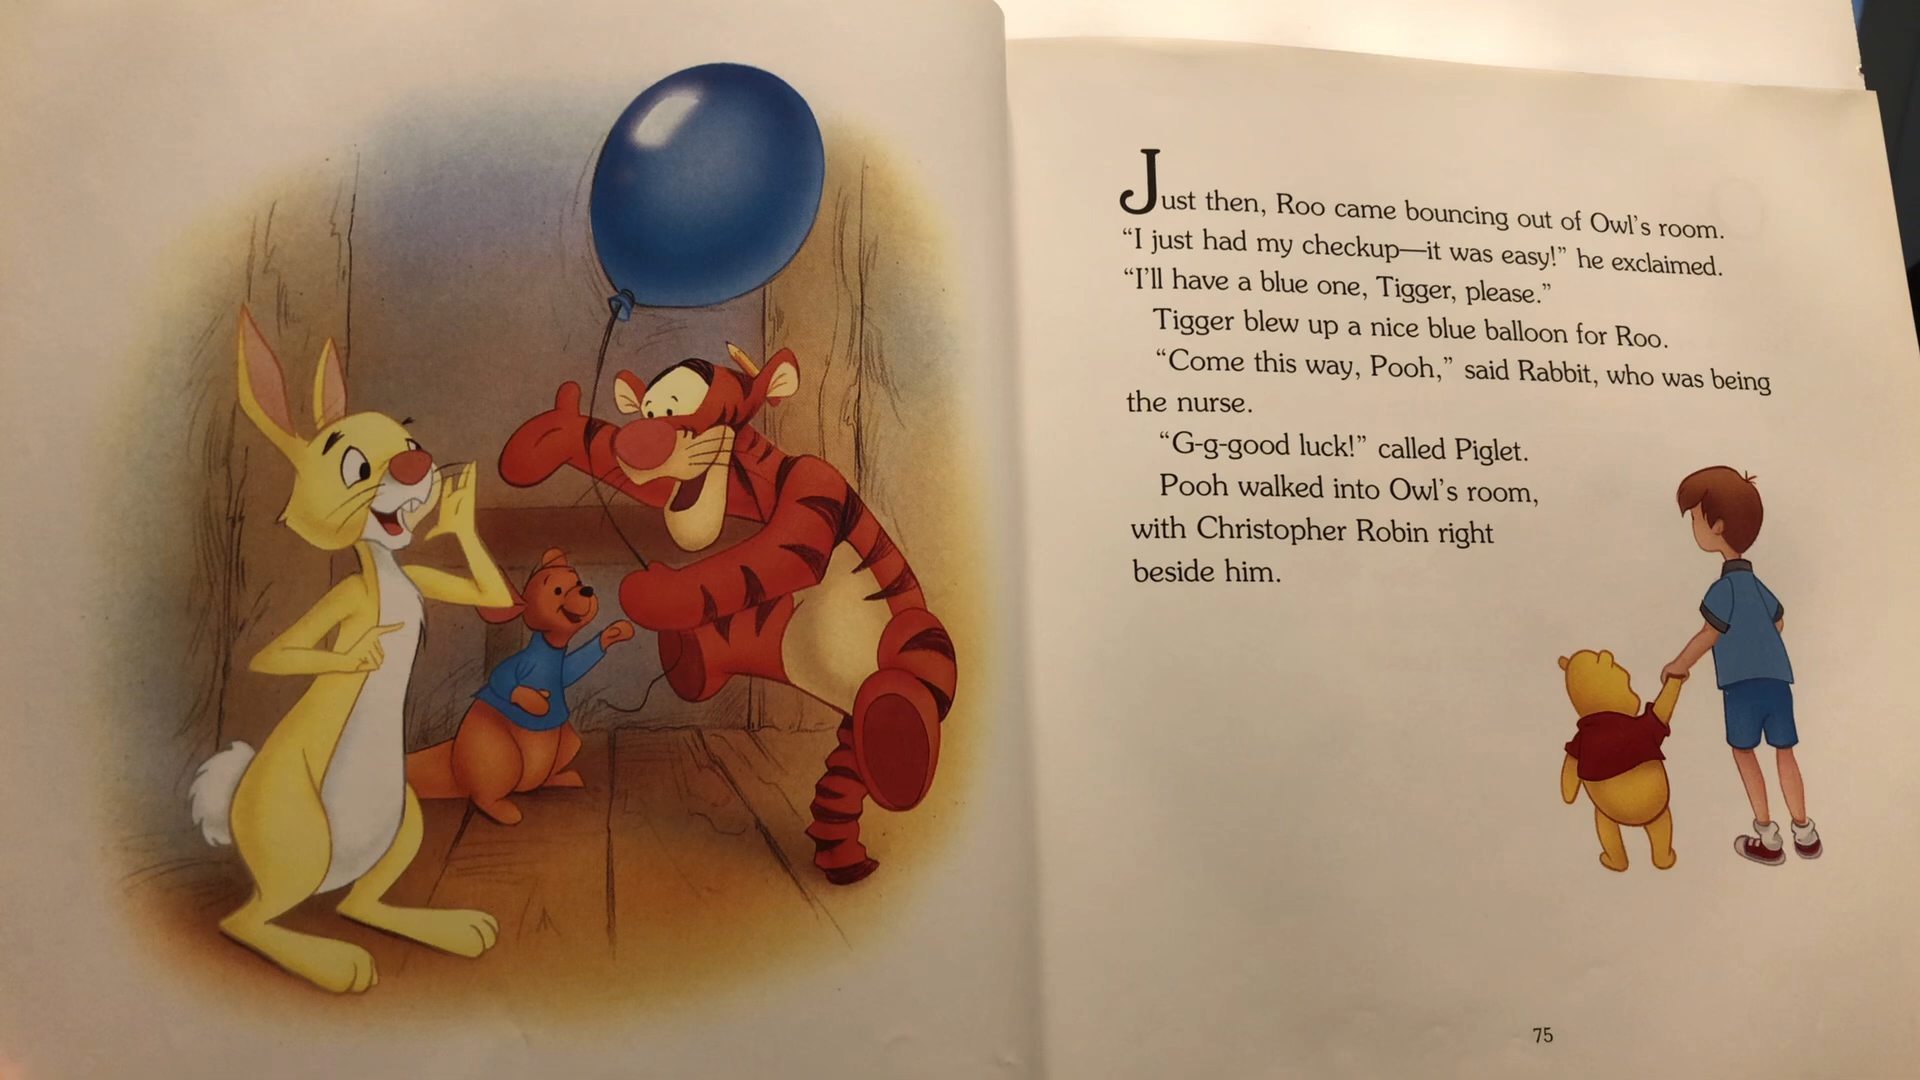 Just then, Roo came bouncing out of Owl's room.
“I just had my checkup—it was easy!” he exclaimed.
“I'll have a blue one, Tigger, please.”
Tigger blew up a nice blue balloon for Roo.
“Come this way, Pooh,” said Rabbit, who was being
the nurse.
“G-g-good luck!” called Piglet.
Pooh walked into Owl's room,
with Christopher Robin right
beside him.
75